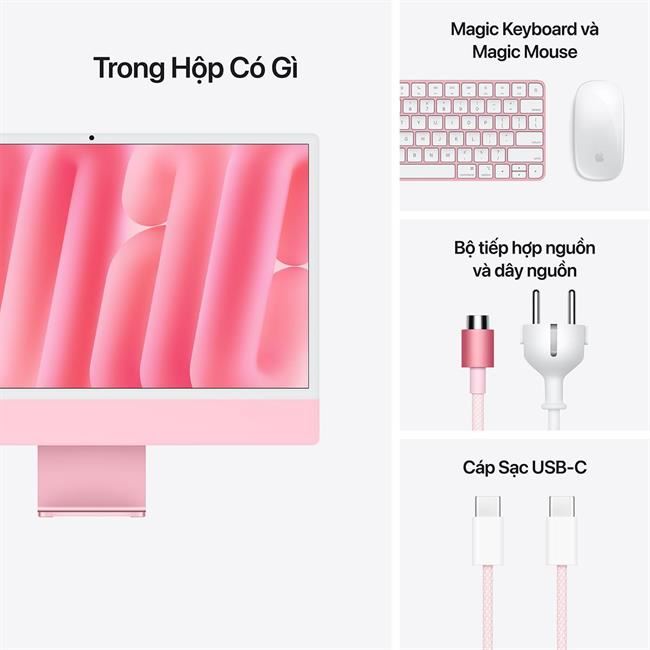 Trong Hộp Có Gì
Magic Keyboard và
Magic Mouse
Bộ tiếp hợp nguồn
và dây nguồn
Cáp Sạc USB-C